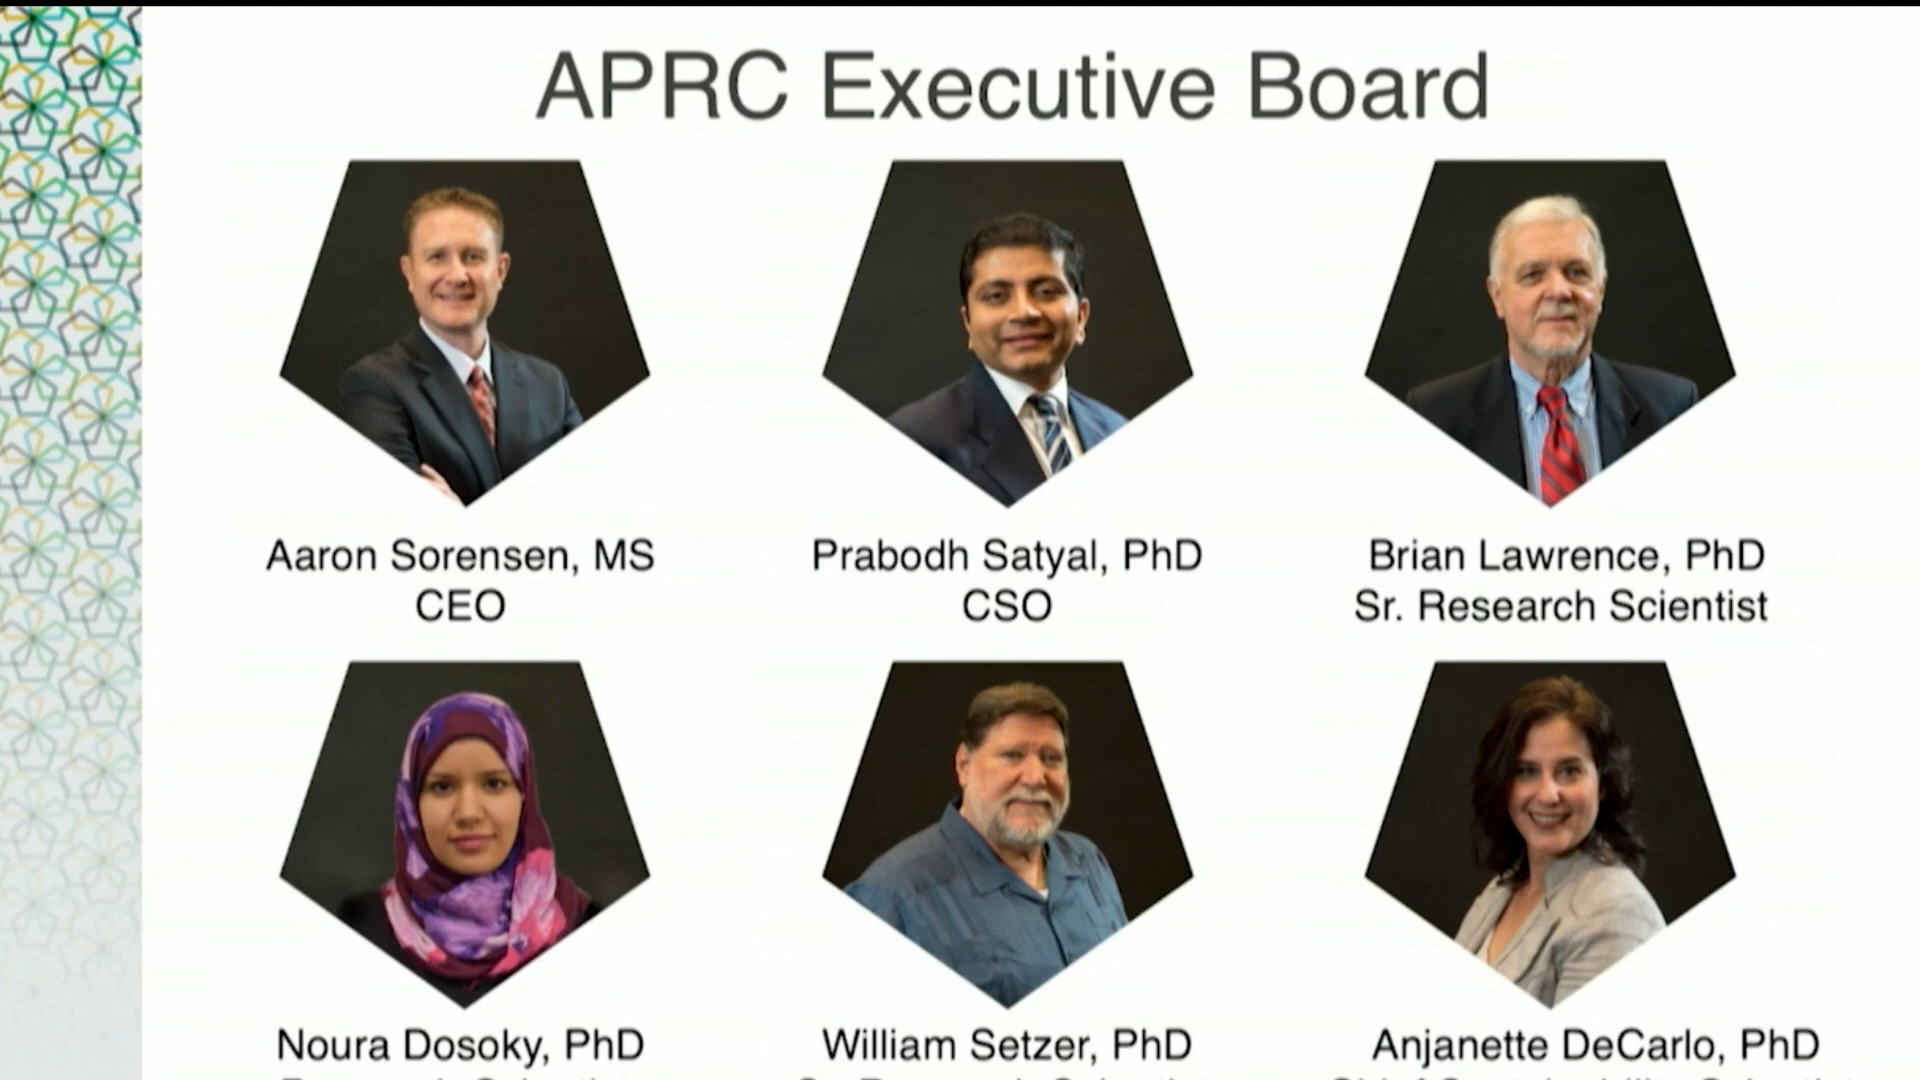 APRC Executive Board
Aaron Sorensen, MS
CEO
Prabodh Satyal, PhD
CSO
Brian Lawrence, PhD
Sr. Research Scientist
Noura Dosoky, PhD
William Setzer, PhD
Anjanette DeCarlo, PhD